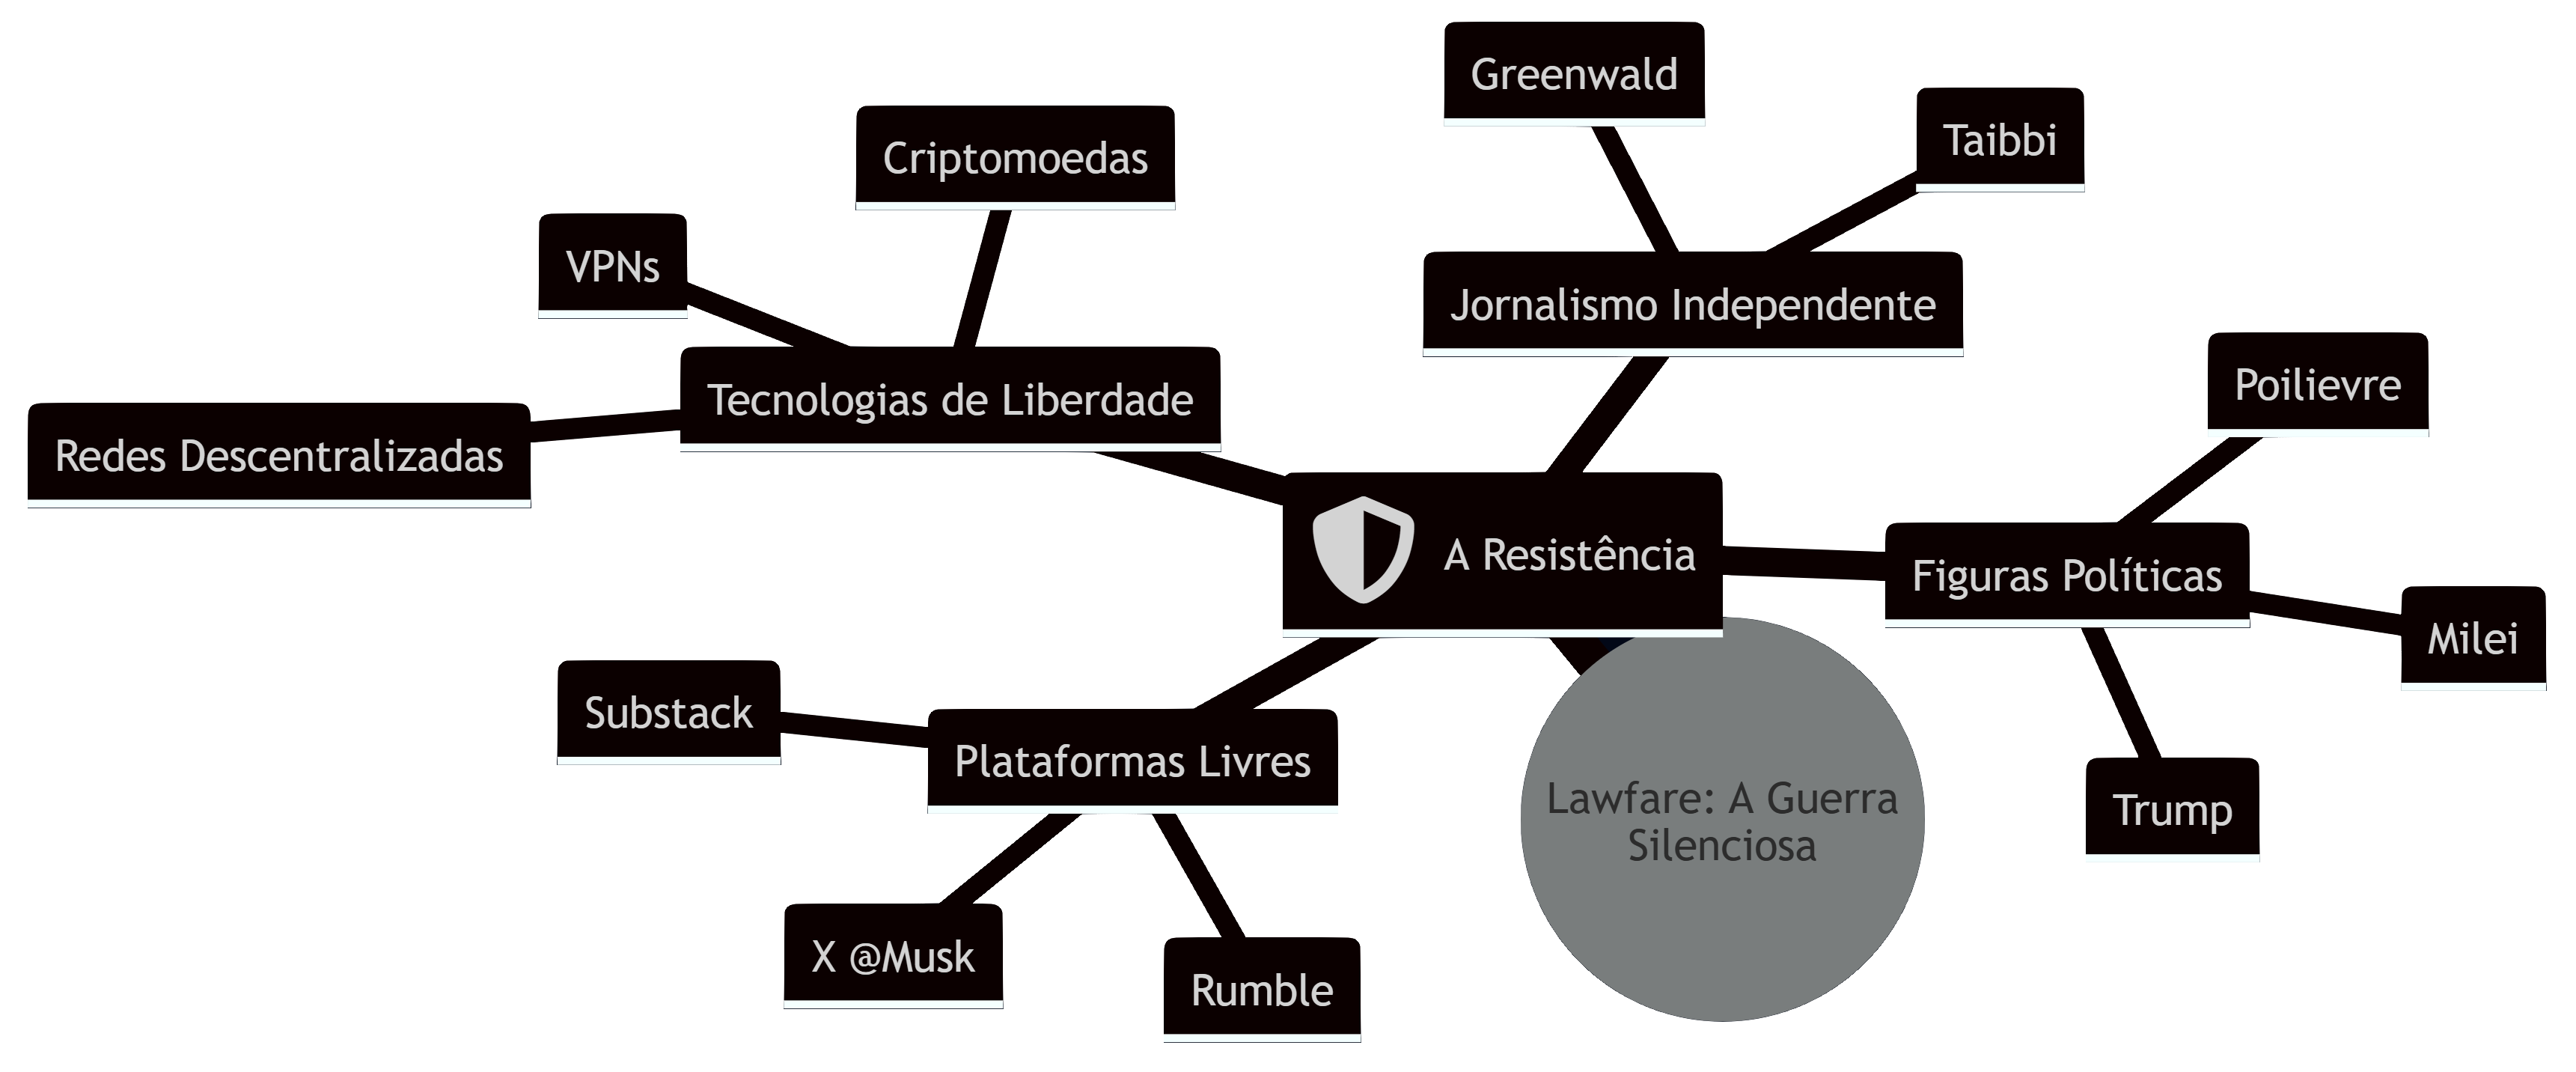 Greenwald
Taibbi
Criptomoedas
VPNs
Jornalismo Independente
Poilievre
Tecnologias de Liberdade
Redes Descentralizadas
A Resistência
Figuras Políticas
Milei
Substack
Plataformas Livres
Lawfare: A Guerra
Silenciosa
Trump
X @Musk
Rumble